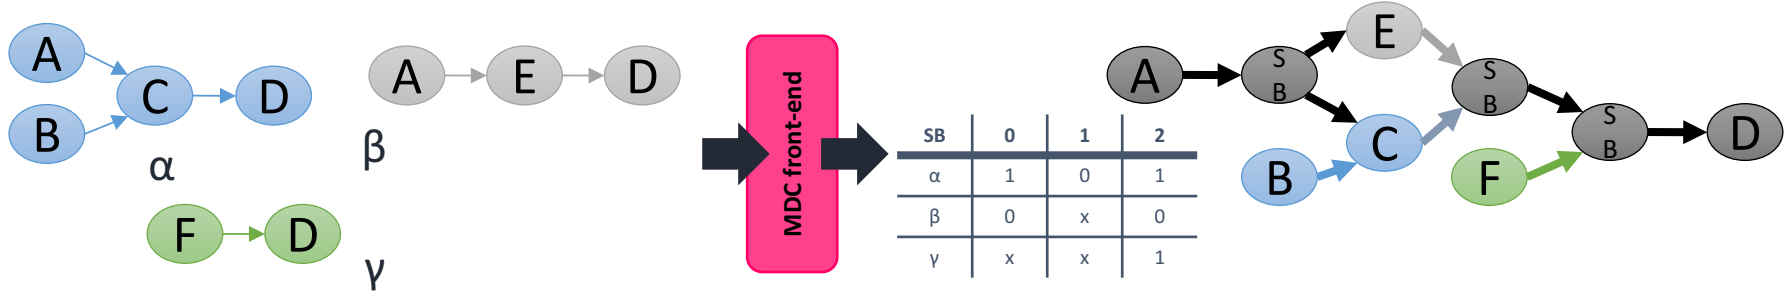 A
B
C
D
α
A
E
D
β
F
D
γ
MDC front-end
SB 0 1 2
α 1 0 1
β 0 x 0
γ x x 1
A
S
B
E
C
B
S
B
F
S
B
D